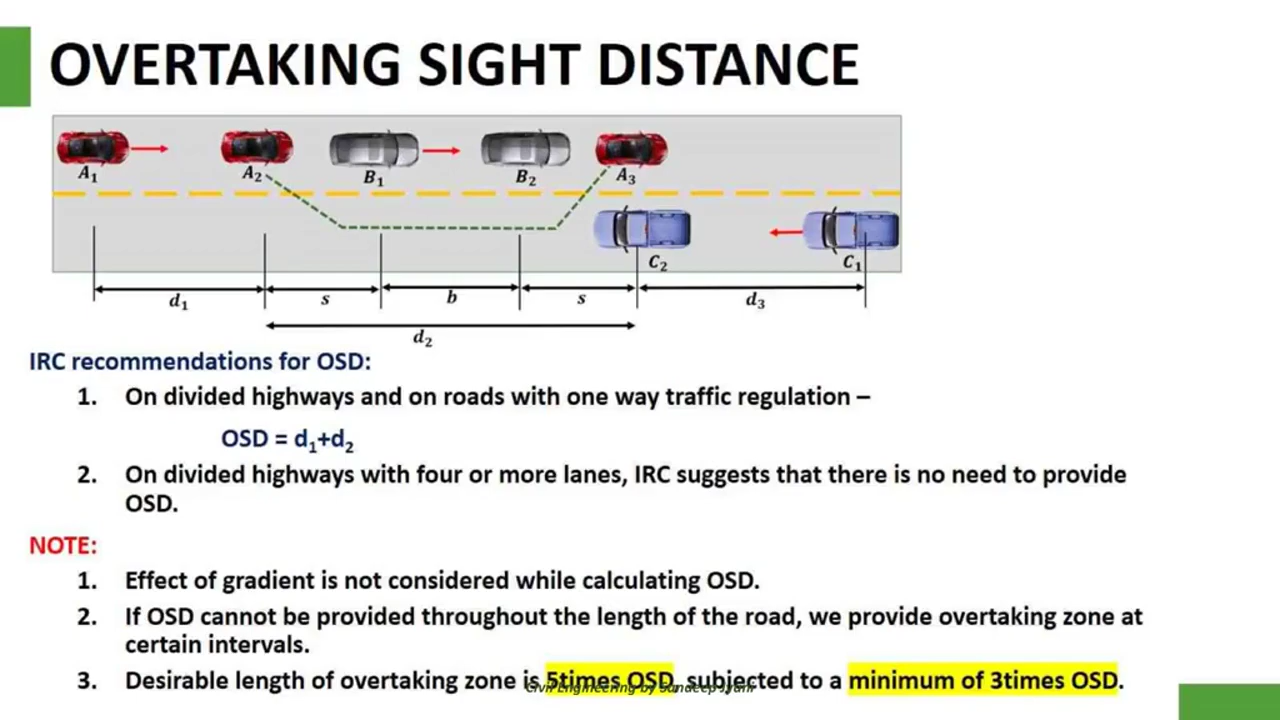 OVERTAKING SIGHT DISTANCE
A1 A2 B1 B2 A3
C2 C1
d1 s b s d3
d2
IRC recommendations for OSD:
1. On divided highways and on roads with one way traffic regulation –
OSD = d1+d2
2. On divided highways with four or more lanes, IRC suggests that there is no need to provide
OSD.
NOTE:
1. Effect of gradient is not considered while calculating OSD.
2. If OSD cannot be provided throughout the length of the road, we provide overtaking zone at
certain intervals.
3. Desirable length of overtaking zone is 5times OSD, subjected to a minimum of 3times OSD.
Civil Engineering by Sandeep Jyani